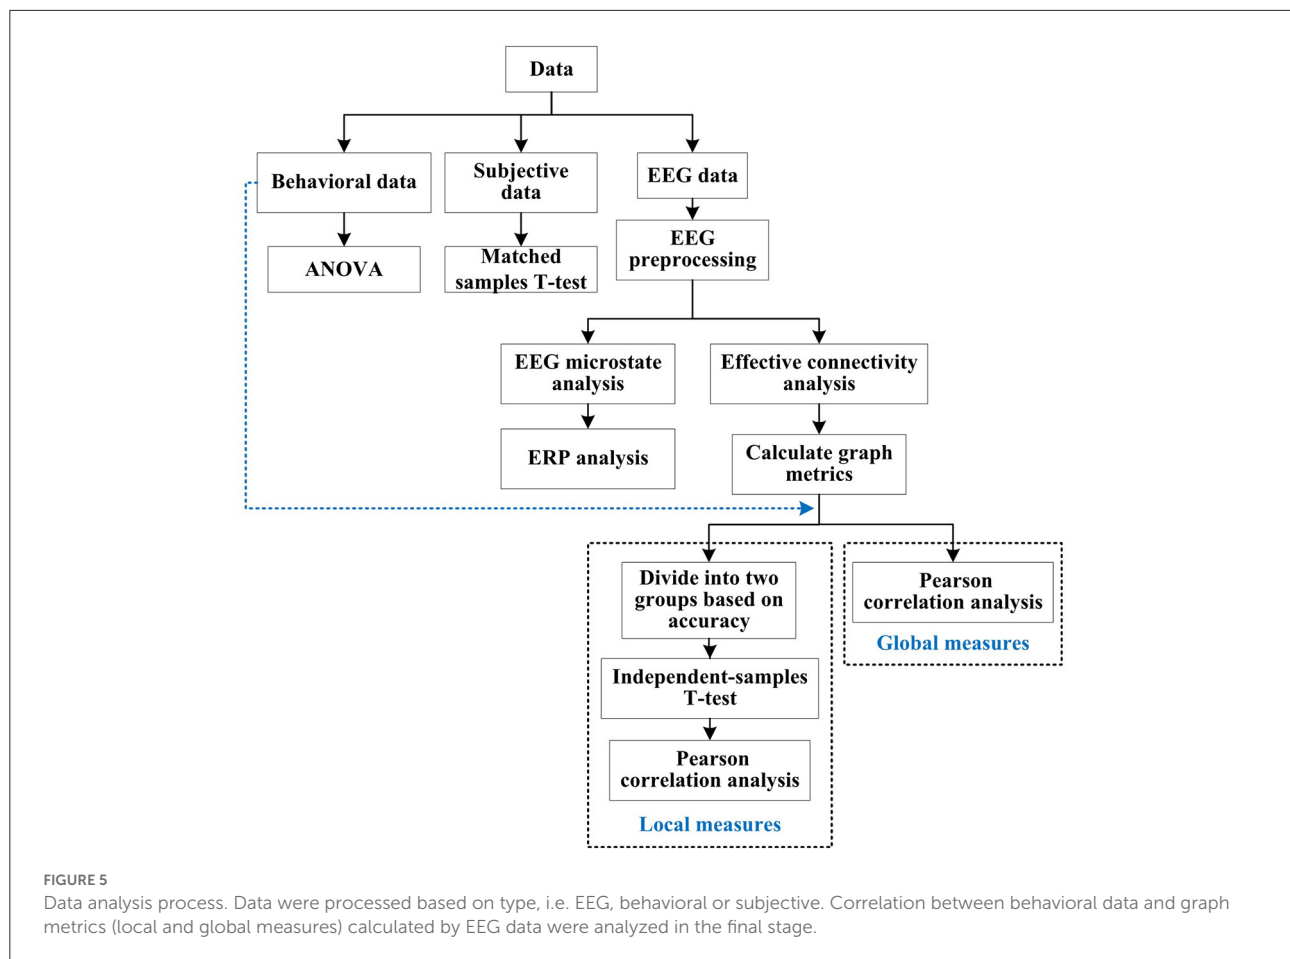 Data
Behavioral data
Subjective
data
EEG data
ANOVA
Matched
samples T-test
EEG
preprocessing
EEG microstate
analysis
Effective connectivity
analysis
ERP analysis
Calculate graph
metrics
Divide into two
groups based on
accuracy
Independent-samples
T-test
Pearson
correlation analysis
Local measures
Pearson
correlation analysis
Global measures
FIGURE 5
Data analysis process. Data were processed based on type, i.e. EEG, behavioral or subjective. Correlation between behavioral data and graph
metrics (local and global measures) calculated by EEG data were analyzed in the final stage.